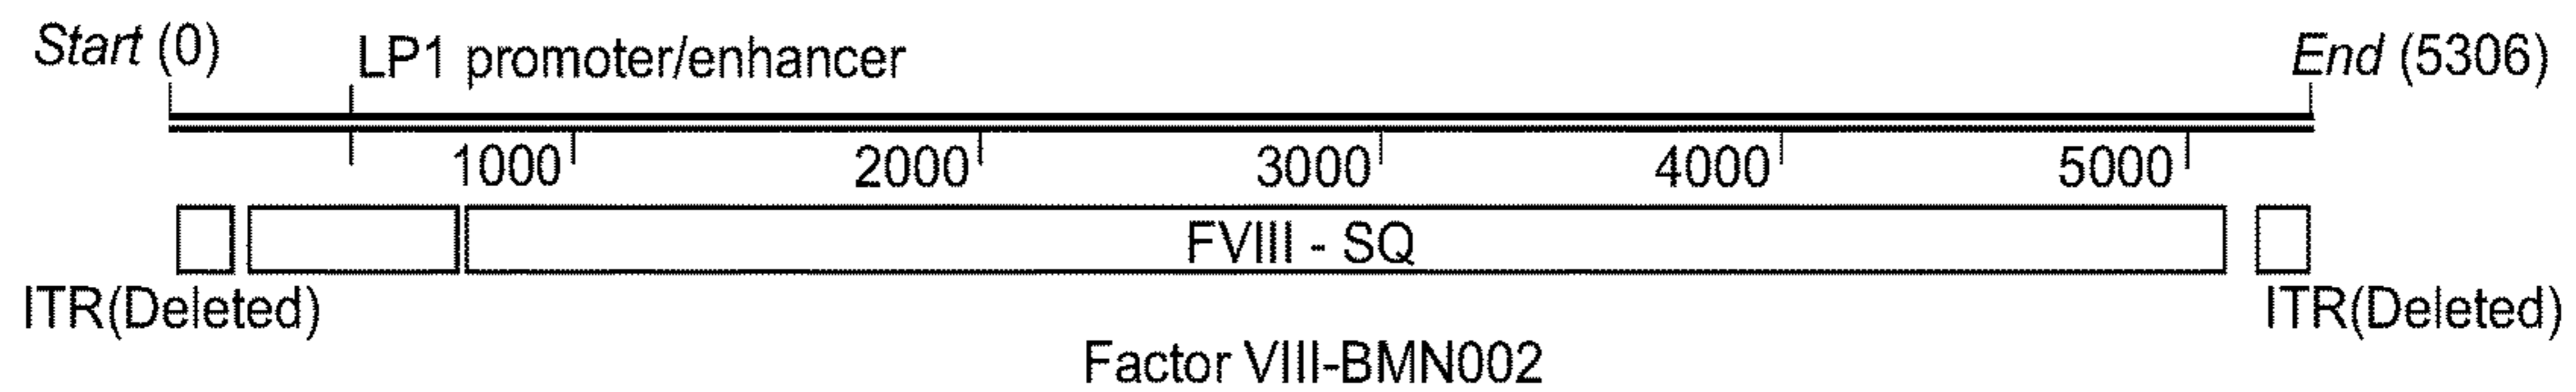 Start (0) LP1 promoter/enhancer End (5306)
1000 2000 3000 4000 5000
FVIII - SQ
ITR(Deleted) ITR(Deleted)
Factor VIII-BMN002